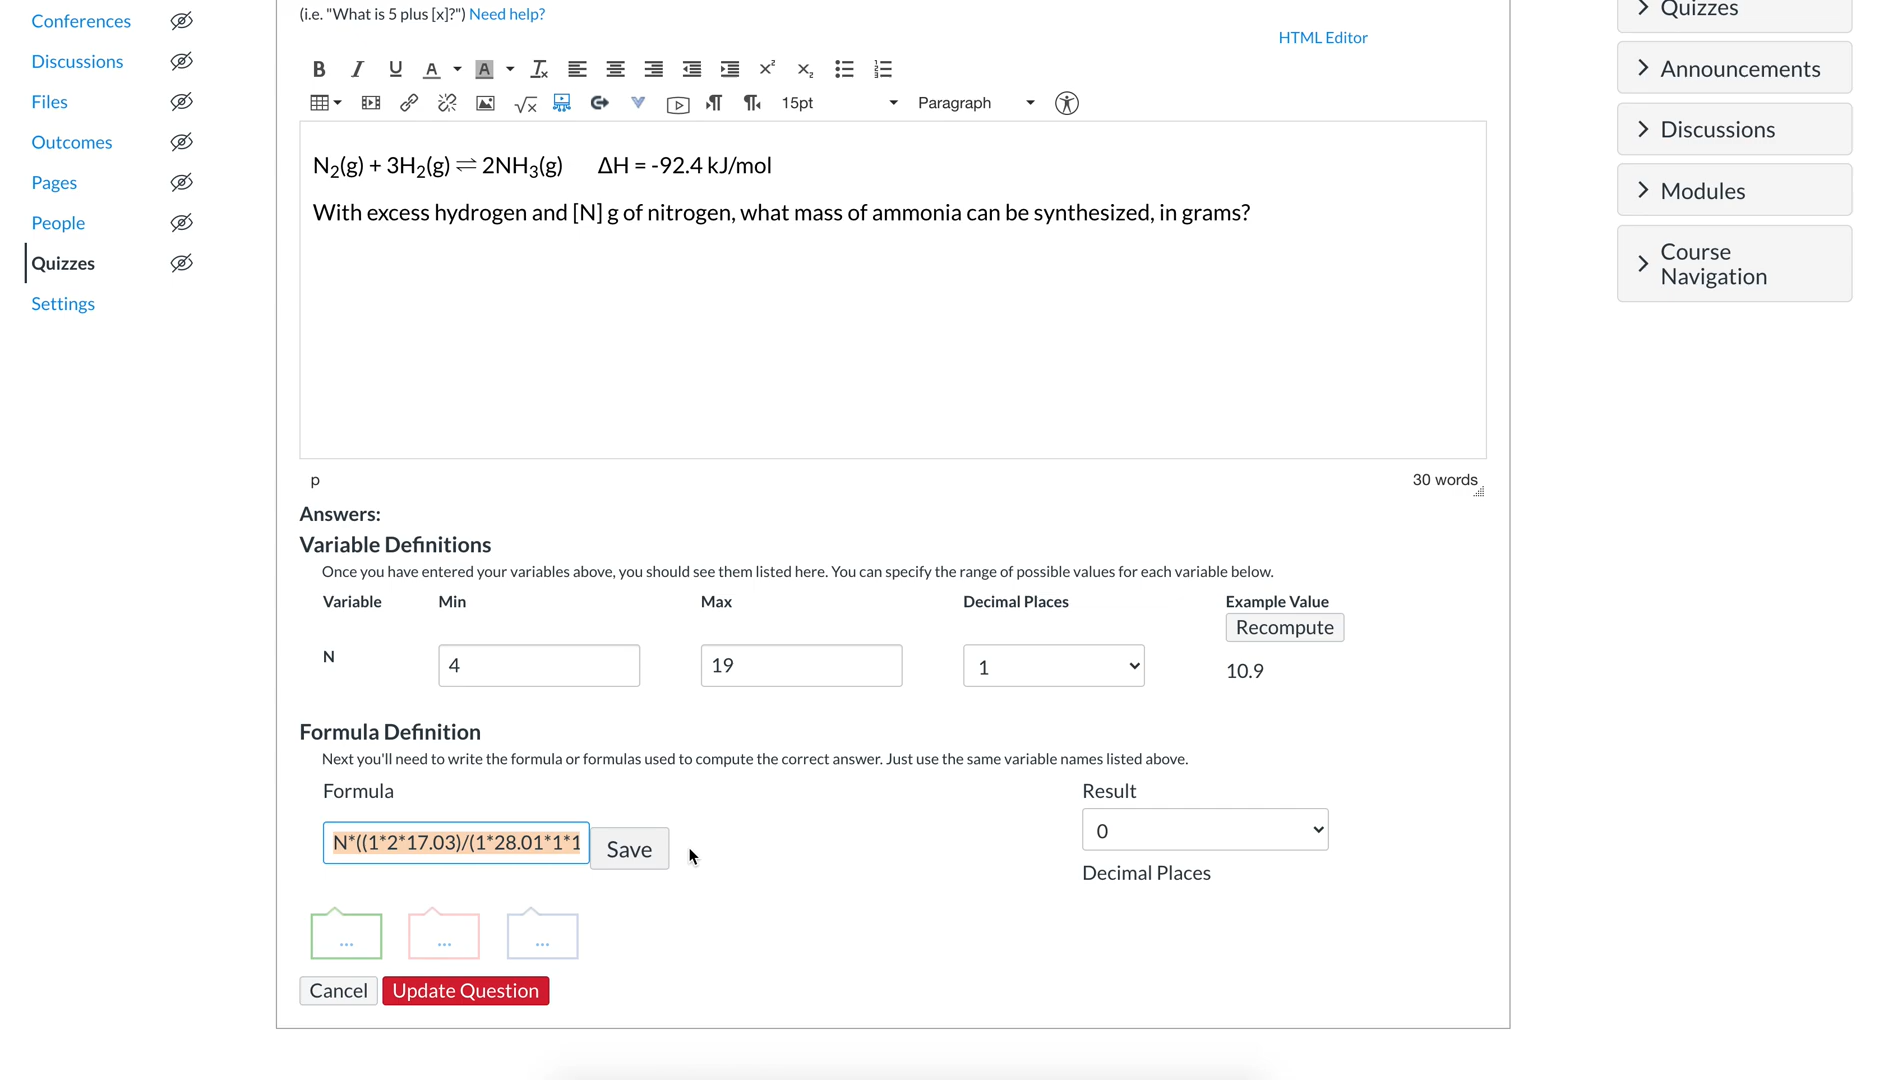 Conferences
Discussions
Files
Outcomes
Pages
People
Quizzes
Settings
(i.e. "What is 5 plus [x]?") Need help?
HTML Editor
B I U A A
15pt Paragraph
N₂(g) + 3H₂(g) ⇌ 2NH₃(g) ΔH = -92.4 kJ/mol
With excess hydrogen and [N] g of nitrogen, what mass of ammonia can be synthesized, in grams?
p 30 words
Answers:
Variable Definitions
Once you have entered your variables above, you should see them listed here. You can specify the range of possible values for each variable below.
Variable Min Max Decimal Places Example Value
Recompute
N 4 19 1 10.9
Formula Definition
Next you'll need to write the formula or formulas used to compute the correct answer. Just use the same variable names listed above.
Formula Result
N*((1*2*17.03)/(1*28.01*1*1 Save 0
Decimal Places
... ... ...
Cancel Update Question
Quizzes
Announcements
Discussions
Modules
Course
Navigation